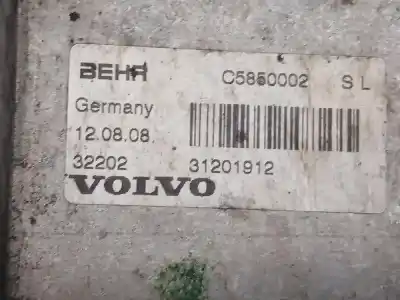 BEHR C5850002 S L
Germany
12.08.08.
32202 31201912
VOLVO